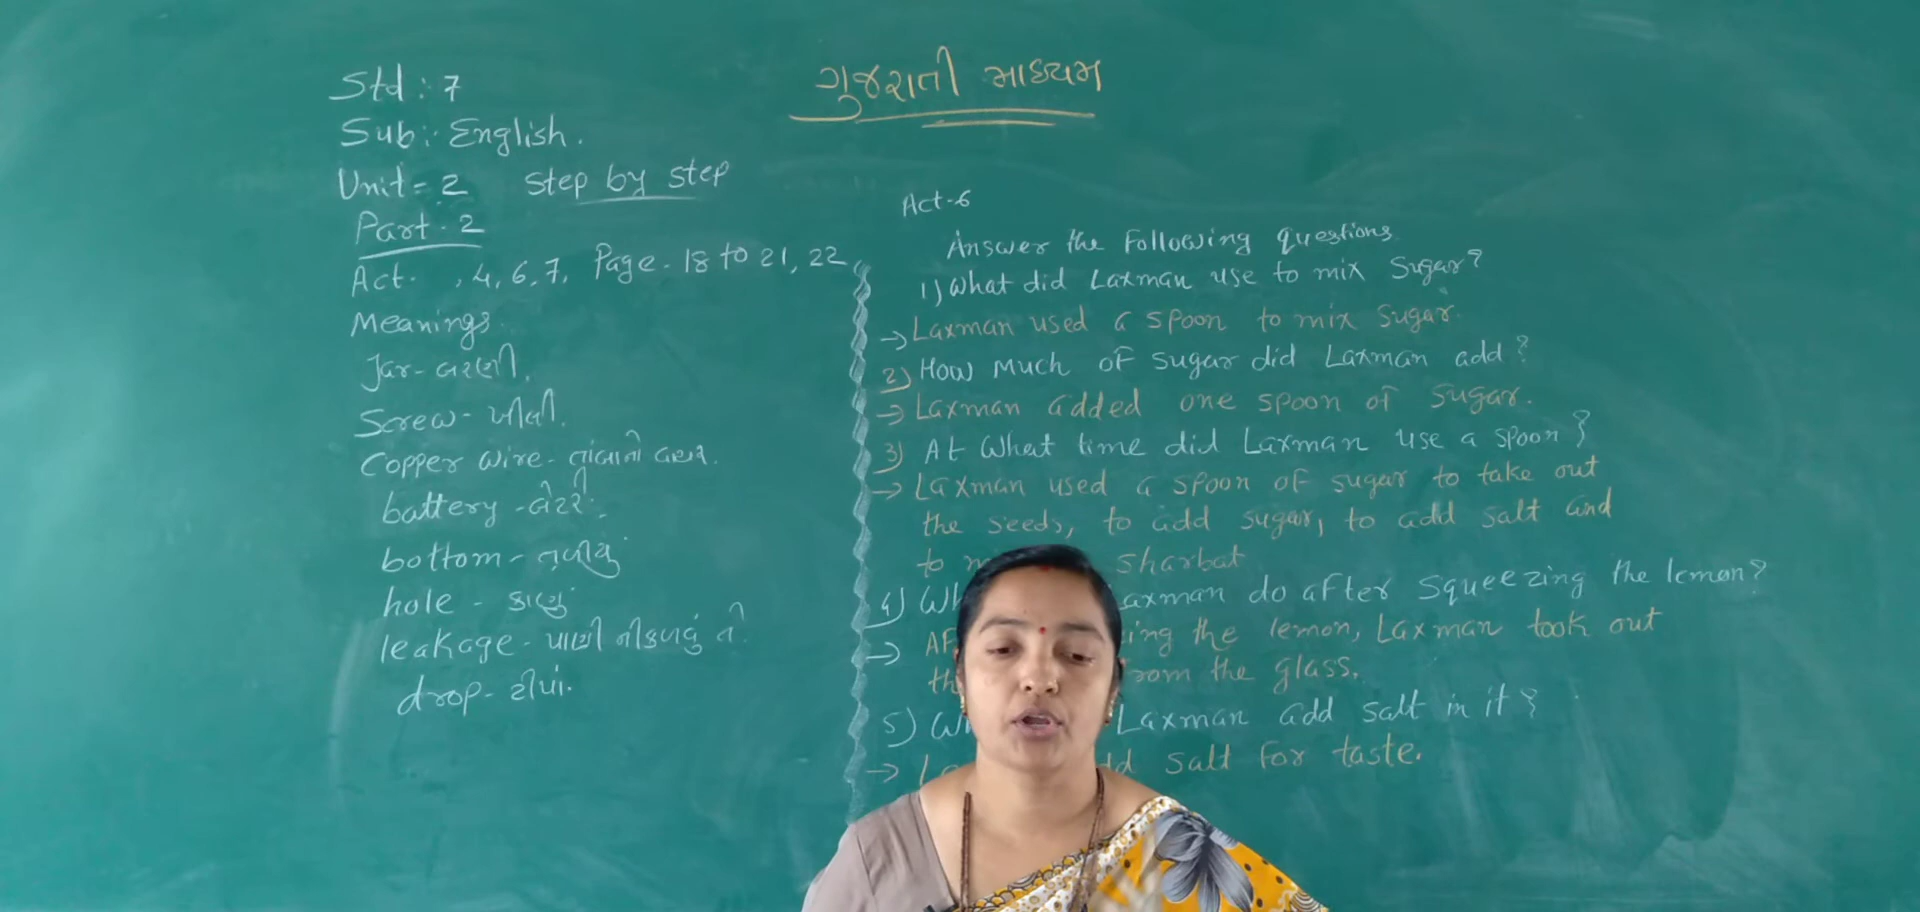 ગુજરાતી માધ્યમ
Std : 7
Sub : English.
Unit = 2 Step by step
Part - 2
Act. , 4, 6, 7, Page - 18 to 21, 22
Meanings
Jar - બરણી.
Screw - ખીલી.
Copper wire - તાંબાનો વાયર.
battery - બેટરી.
bottom - તળીયું
hole - કાણું
leakage - પાણી નીકળવું તે
drop - ટીપાં.
Act-6
Answer the following questions
1) What did Laxman use to mix Sugar?
→ Laxman used a spoon to mix Sugar.
2) How Much of sugar did Laxman add?
→ Laxman added one spoon of sugar.
3) At What time did Laxman use a spoon?
→ Laxman used a spoon of sugar to take out
the seeds, to add sugar, to add salt and
to sharbat
4) axman do after squeezing the lemon?
→ ing the lemon, Laxman took out
the glass.
5) Laxman add salt in it?
→ salt for taste.